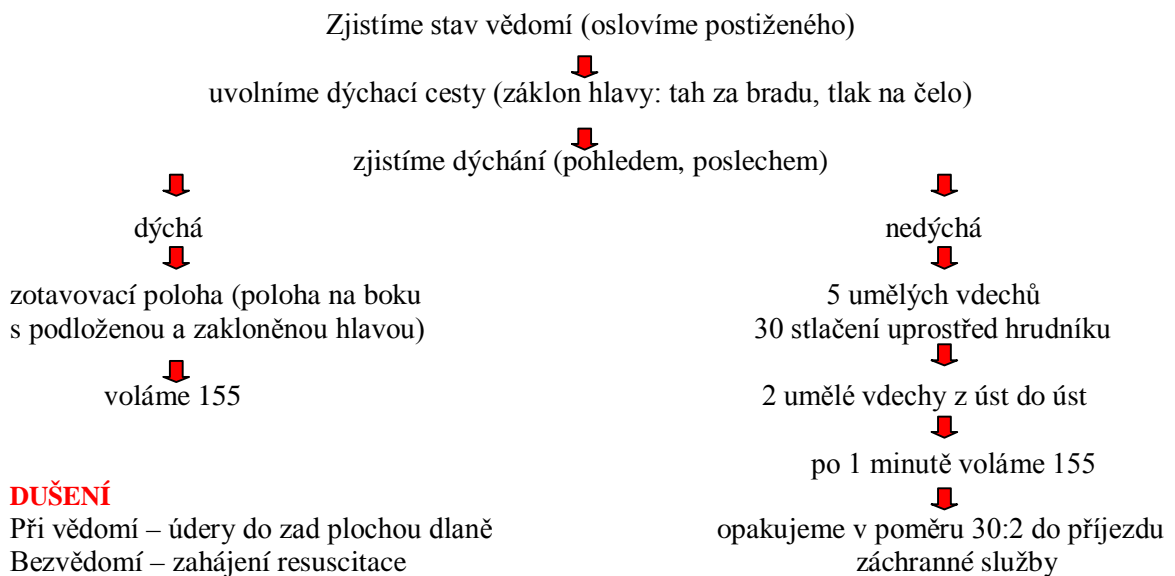 Zjistíme stav vědomí (oslovíme postiženého)
uvolníme dýchací cesty (záklon hlavy: tah za bradu, tlak na čelo)
zjistíme dýchání (pohledem, poslechem)
dýchá
zotavovací poloha (poloha na boku
s podloženou a zakloněnou hlavou)
voláme 155
nedýchá
5 umělých vdechů
30 stlačení uprostřed hrudníku
2 umělé vdechy z úst do úst
po 1 minutě voláme 155
opakujeme v poměru 30:2 do příjezdu
záchranné služby
DUŠENÍ
Při vědomí – údery do zad plochou dlaně
Bezvědomí – zahájení resuscitace